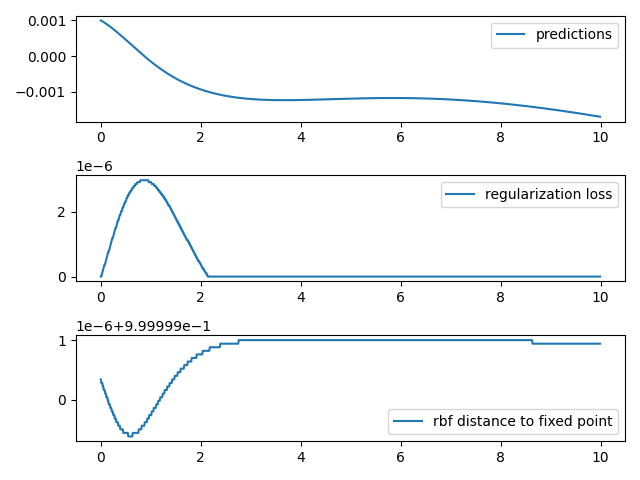 0.001
predictions
0.000
−0.001
0 2 4 6 8 10
1e−6
regularization loss
2
0
0 2 4 6 8 10
1e−6+9.99999e−1
1
0
rbf distance to fixed point
0 2 4 6 8 10